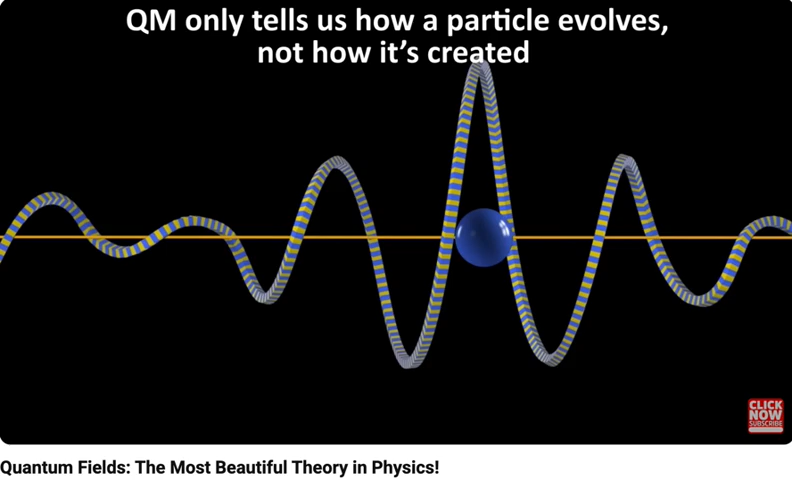 QM only tells us how a particle evolves,
not how it's created
CLICK
NOW
SUBSCRIBE
Quantum Fields: The Most Beautiful Theory in Physics!